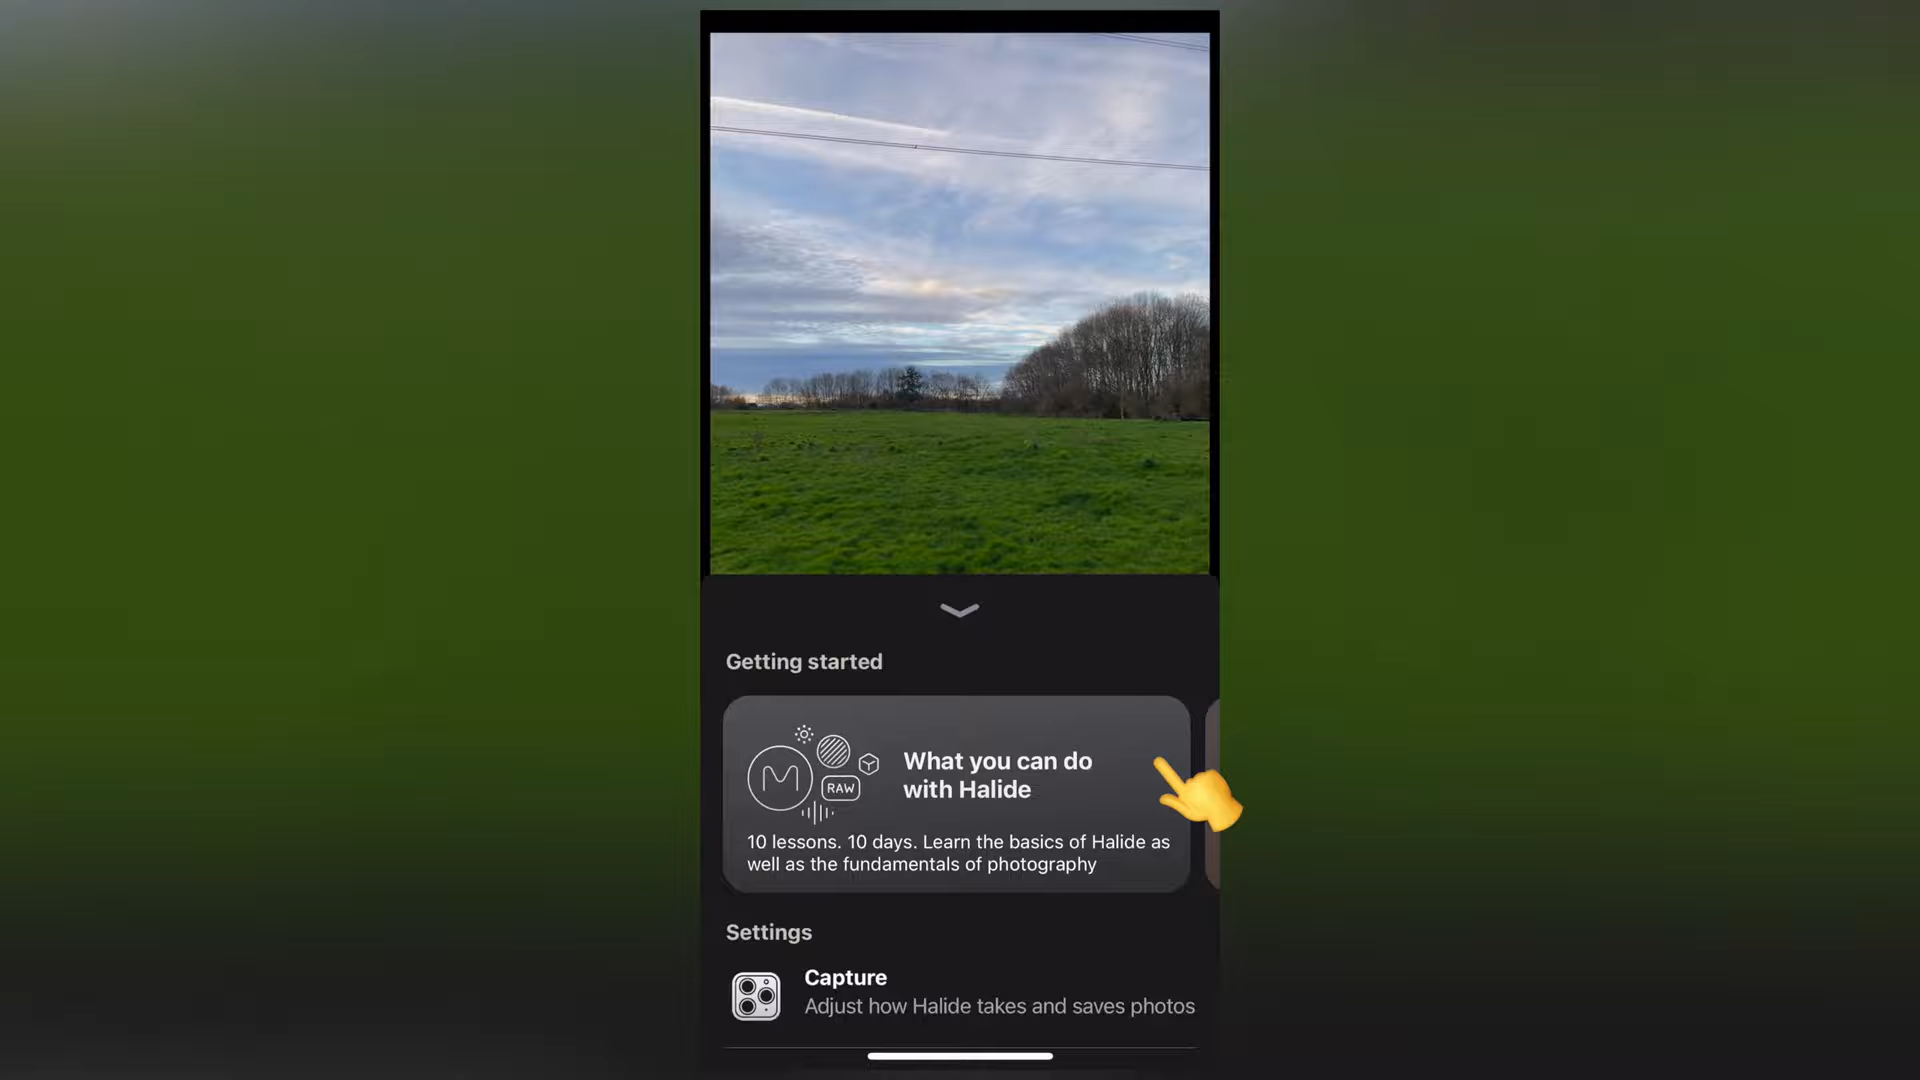 Getting started
What you can do
with Halide
RAW
10 lessons. 10 days. Learn the basics of Halide as
well as the fundamentals of photography
Settings
Capture
Adjust how Halide takes and saves photos